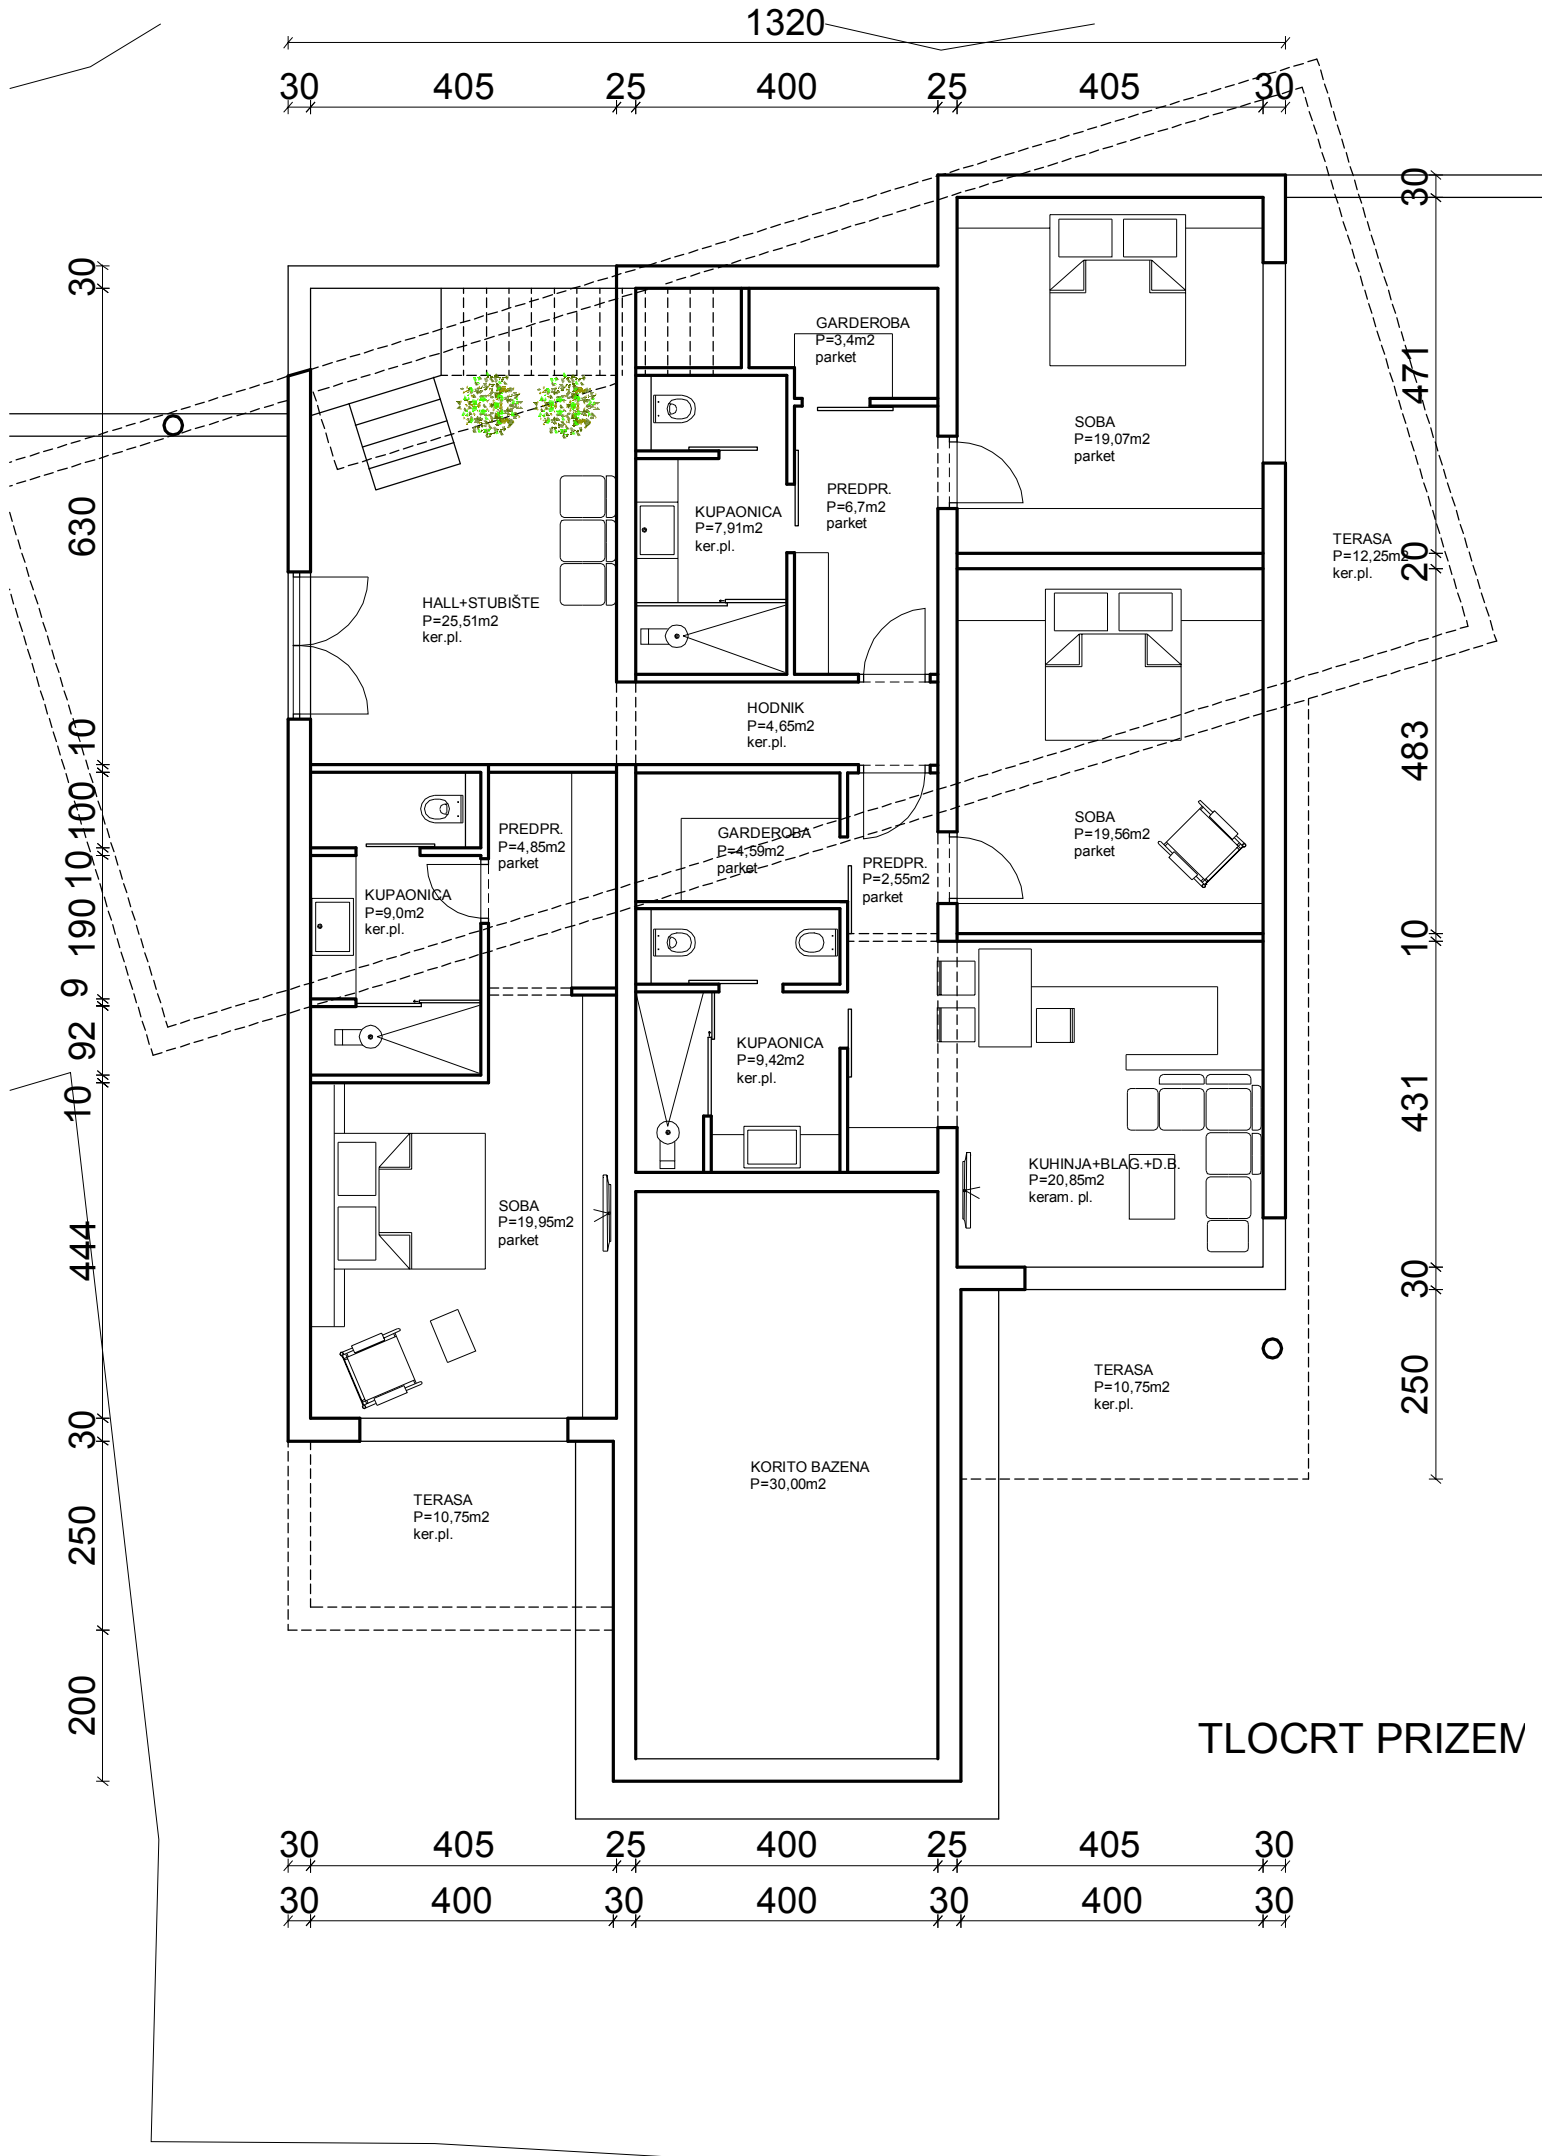 1320
30 405 25 400 25 405 30
30
630
10
100
10
190
9
92
10
444
30
250
200
30
471
20
483
10
431
30
250
GARDEROBA
P=3,4m2
parket
SOBA
P=19,07m2
parket
KUPAONICA
P=7,91m2
ker.pl.
PREDPR.
P=6,7m2
parket
TERASA
P=12,25m2
ker.pl.
HALL+STUBIŠTE
P=25,51m2
ker.pl.
HODNIK
P=4,65m2
ker.pl.
PREDPR.
P=4,85m2
parket
GARDEROBA
P=4,59m2
parket
SOBA
P=19,56m2
parket
PREDPR.
P=2,55m2
parket
KUPAONICA
P=9,0m2
ker.pl.
KUPAONICA
P=9,42m2
ker.pl.
KUHINJA+BLAG.+D.B.
P=20,85m2
keram. pl.
SOBA
P=19,95m2
parket
TERASA
P=10,75m2
ker.pl.
KORITO BAZENA
P=30,00m2
TERASA
P=10,75m2
ker.pl.
TLOCRT PRIZEM
30 405 25 400 25 405 30
30 400 30 400 30 400 30